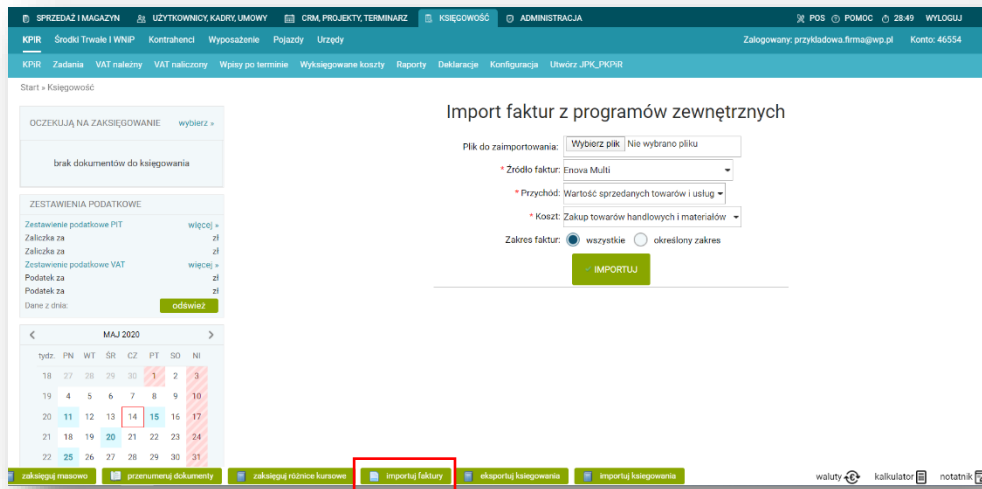 SPRZEDAŻ I MAGAZYN UŻYTKOWNICY, KADRY, UMOWY CRM, PROJEKTY, TERMINARZ KSIĘGOWOŚĆ ADMINISTRACJA POS POMOC 28:49 WYLOGUJ
KPIR Środki Trwałe I WNiP Kontrahenci Wyposażenie Pojazdy Urzędy Zalogowany: przykladowa.firma@wp.pl Konto: 46554
KPiR Zadania VAT należny VAT naliczony Wpisy po terminie Wyksięgowane koszty Raporty Deklaracje Konfiguracja Utwórz JPK_PKPiR
Start » Księgowość
OCZEKUJĄ NA ZAKSIĘGOWANIE wybierz »
brak dokumentów do księgowania
ZESTAWIENIA PODATKOWE
Zestawienie podatkowe PIT więcej »
Zaliczka za zł
Zaliczka za zł
Zestawienie podatkowe VAT więcej »
Podatek za zł
Podatek za zł
Dane z dnia: odśwież
< MAJ 2020 >
tydz. PN WT ŚR CZ PT SO NI
18 27 28 29 30 1 2 3
19 4 5 6 7 8 9 10
20 11 12 13 14 15 16 17
21 18 19 20 21 22 23 24
22 25 26 27 28 29 30 31
Import faktur z programów zewnętrznych
Plik do zaimportowania: Wybierz plik Nie wybrano pliku
* Źródło faktur: Enova Multi
* Przychód: Wartość sprzedanych towarów i usług
* Koszt: Zakup towarów handlowych i materiałów
Zakres faktur: wszystkie określony zakres
IMPORTUJ
zaksięguj masowo przenumeruj dokumenty zaksięguj różnice kursowe importuj faktury eksportuj księgowania importuj księgowania waluty kalkulator notatnik